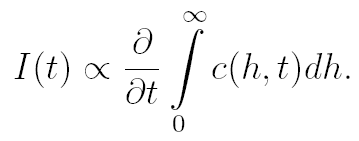 I(t) ∝ ∂/∂t ∫₀^∞ c(h, t)dh.